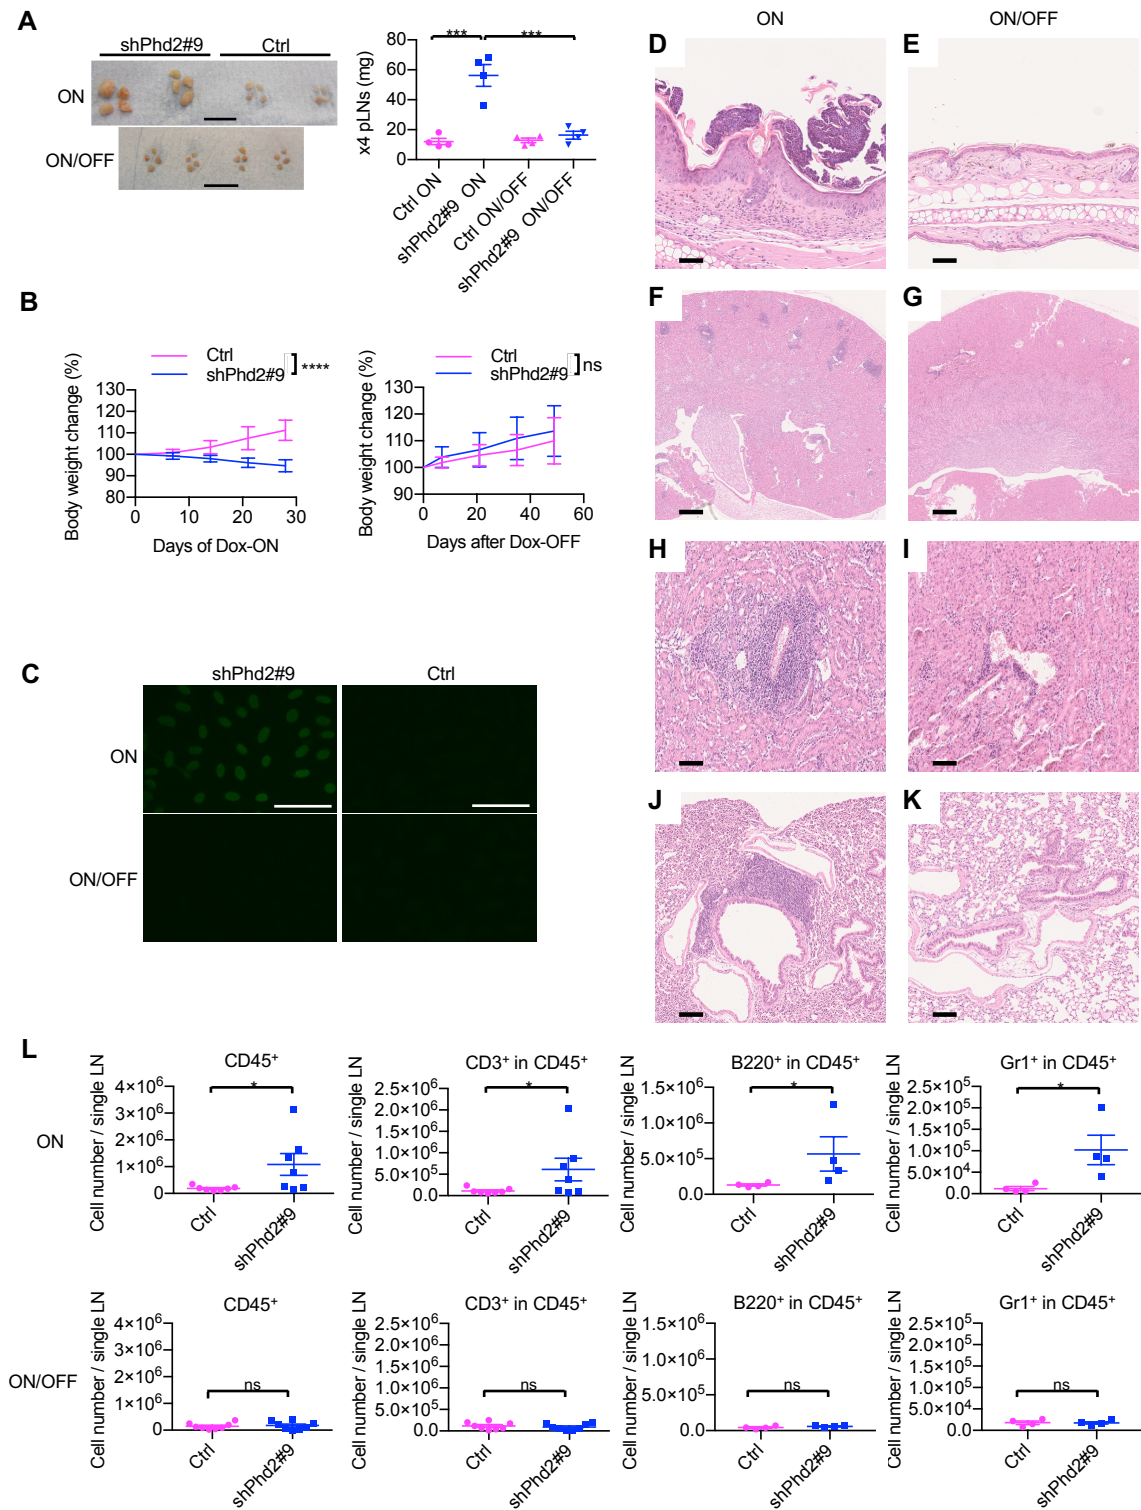 A
shPhd2#9
Ctrl
ON
ON/OFF
x4 pLNs (mg)
80
60
40
20
0
***
***
Ctrl ON
shPhd2#9 ON
Ctrl ON/OFF
shPhd2#9 ON/OFF
B
Ctrl
shPhd2#9
****
Body weight change (%)
130
120
110
100
90
80
0
10
20
30
Days of Dox-ON
Ctrl
shPhd2#9
ns
Body weight change (%)
130
120
110
100
90
0
20
40
60
Days after Dox-OFF
C
shPhd2#9
Ctrl
ON
ON/OFF
ON
ON/OFF
D
E
F
G
H
I
J
K
L
ON
CD45⁺
Cell number / single LN
4×10⁶
3×10⁶
2×10⁶
1×10⁶
0
*
Ctrl
shPhd2#9
CD3⁺ in CD45⁺
Cell number / single LN
2.5×10⁶
2.0×10⁶
1.5×10⁶
1.0×10⁶
5.0×10⁵
0.0
*
Ctrl
shPhd2#9
B220⁺ in CD45⁺
Cell number / single LN
1.5×10⁶
1.0×10⁶
5.0×10⁵
0.0
*
Ctrl
shPhd2#9
Gr1⁺ in CD45⁺
Cell number / single LN
2.5×10⁵
2.0×10⁵
1.5×10⁵
1.0×10⁵
5.0×10⁴
0.0
*
Ctrl
shPhd2#9
ON/OFF
CD45⁺
Cell number / single LN
4×10⁶
3×10⁶
2×10⁶
1×10⁶
0
ns
Ctrl
shPhd2#9
CD3⁺ in CD45⁺
Cell number / single LN
2.5×10⁶
2.0×10⁶
1.5×10⁶
1.0×10⁶
5.0×10⁵
0.0
ns
Ctrl
shPhd2#9
B220⁺ in CD45⁺
Cell number / single LN
1.5×10⁶
1.0×10⁶
5.0×10⁵
0.0
ns
Ctrl
shPhd2#9
Gr1⁺ in CD45⁺
Cell number / single LN
2.5×10⁵
2.0×10⁵
1.5×10⁵
1.0×10⁵
5.0×10⁴
0.0
ns
Ctrl
shPhd2#9